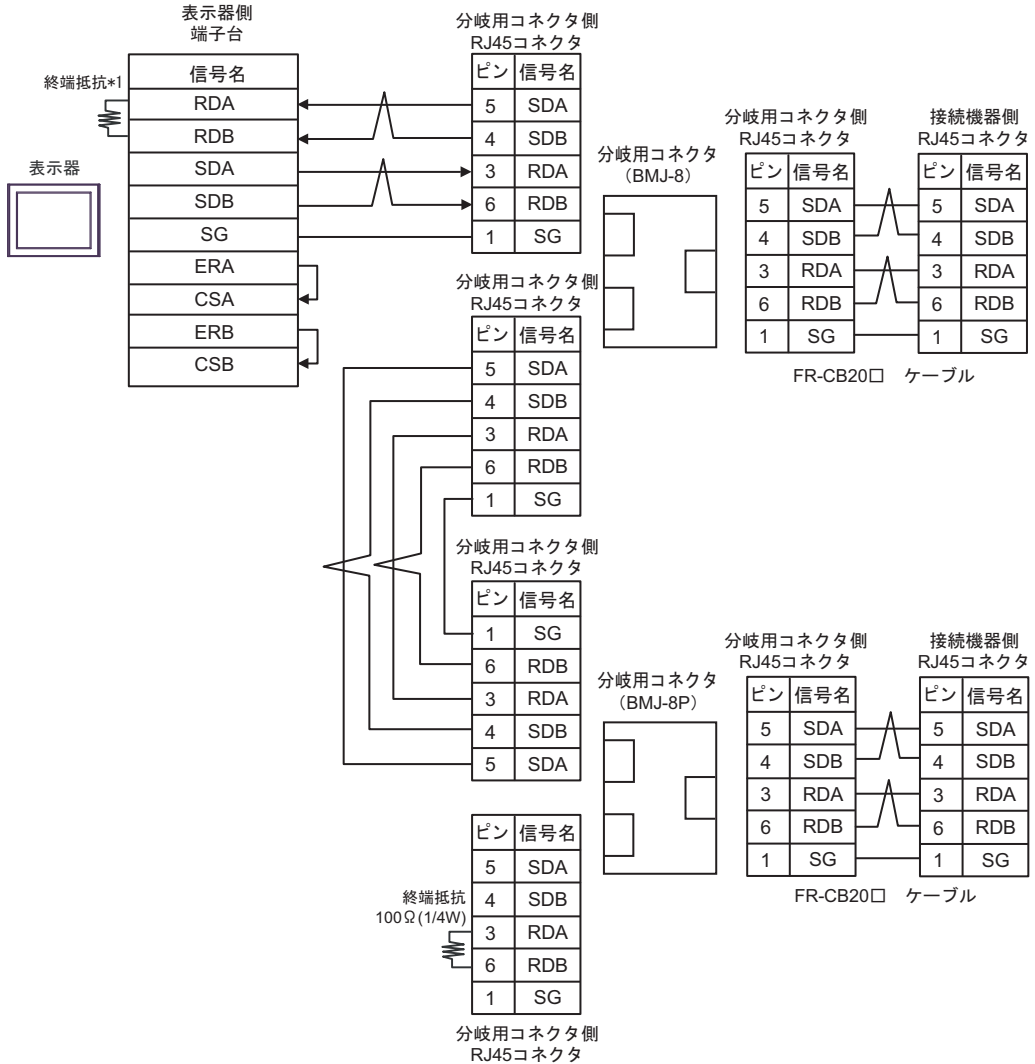 表示器側
端子台
信号名
終端抵抗*1
RDA
RDB
表示器
SDA
SDB
SG
ERA
CSA
ERB
CSB
分岐用コネクタ側
RJ45コネクタ
ピン 信号名
5 SDA
4 SDB
3 RDA
6 RDB
1 SG
分岐用コネクタ
(BMJ-8)
分岐用コネクタ側
RJ45コネクタ
ピン 信号名
5 SDA
4 SDB
3 RDA
6 RDB
1 SG
接続機器側
RJ45コネクタ
ピン 信号名
5 SDA
4 SDB
3 RDA
6 RDB
1 SG
FR-CB20□ ケーブル
分岐用コネクタ側
RJ45コネクタ
ピン 信号名
5 SDA
4 SDB
3 RDA
6 RDB
1 SG
分岐用コネクタ側
RJ45コネクタ
ピン 信号名
1 SG
6 RDB
3 RDA
4 SDB
5 SDA
分岐用コネクタ
(BMJ-8P)
分岐用コネクタ側
RJ45コネクタ
ピン 信号名
5 SDA
4 SDB
3 RDA
6 RDB
1 SG
接続機器側
RJ45コネクタ
ピン 信号名
5 SDA
4 SDB
3 RDA
6 RDB
1 SG
FR-CB20□ ケーブル
ピン 信号名
5 SDA
4 SDB
3 RDA
6 RDB
1 SG
終端抵抗
100Ω(1/4W)
分岐用コネクタ側
RJ45コネクタ